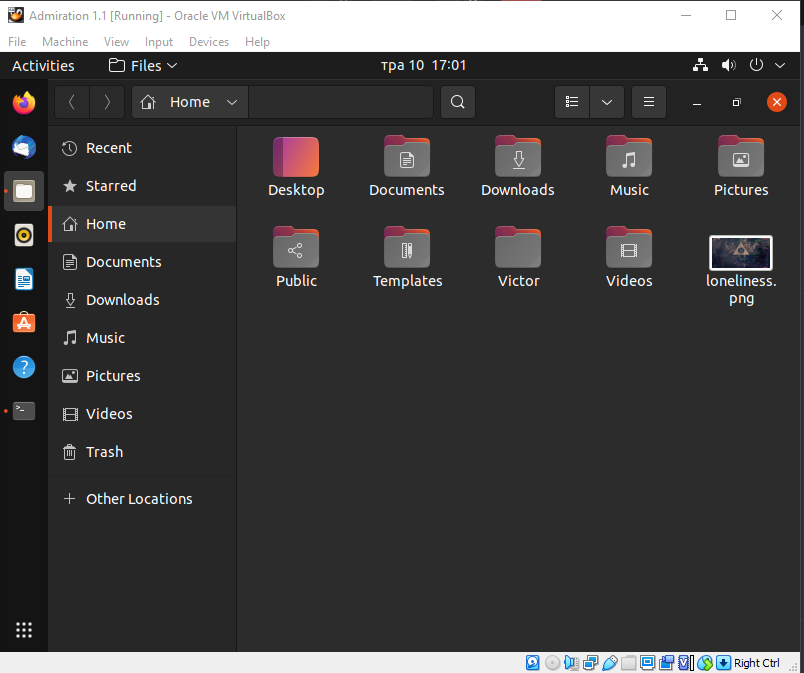 Admiration 1.1 [Running] - Oracle VM VirtualBox
File Machine View Input Devices Help
Activities Files тра 10 17:01
Home
Recent
Starred
Home
Documents
Downloads
Music
Pictures
Videos
Trash
Other Locations
Desktop Documents Downloads Music Pictures
Public Templates Victor Videos loneliness.
png
Right Ctrl